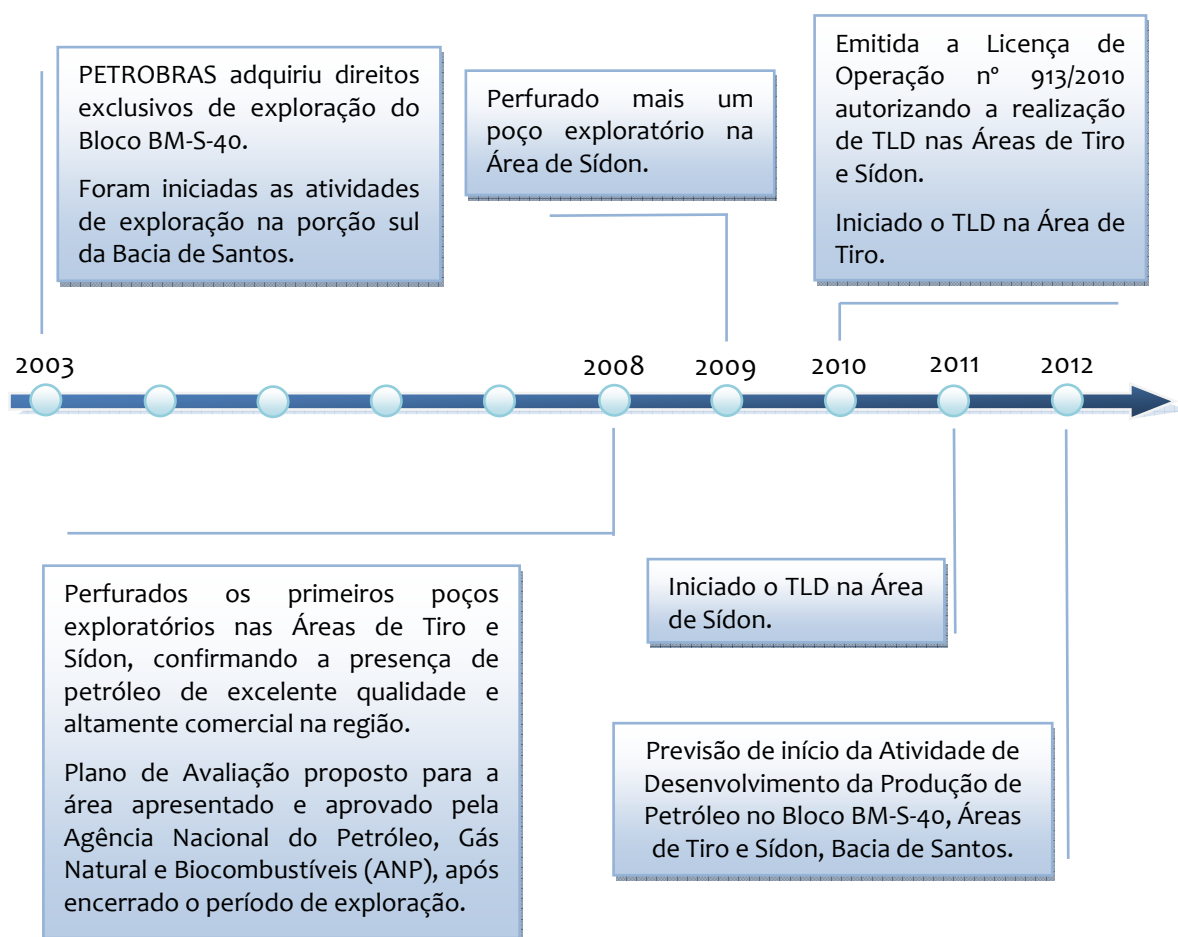 PETROBRAS adquiriu direitos
exclusivos de exploração do
Bloco BM-S-40.
Foram iniciadas as atividades
de exploração na porção sul
da Bacia de Santos.
Perfurado mais um
poço exploratório na
Área de Sídon.
Emitida a Licença de
Operação nº 913/2010
autorizando a realização
de TLD nas Áreas de Tiro
e Sídon.
Iniciado o TLD na Área de
Tiro.
2003 2008 2009 2010 2011 2012
Perfurados os primeiros poços
exploratórios nas Áreas de Tiro e
Sídon, confirmando a presença de
petróleo de excelente qualidade e
altamente comercial na região.
Plano de Avaliação proposto para a
área apresentado e aprovado pela
Agência Nacional do Petróleo, Gás
Natural e Biocombustíveis (ANP), após
encerrado o período de exploração.
Iniciado o TLD na Área
de Sídon.
Previsão de início da Atividade de
Desenvolvimento da Produção de
Petróleo no Bloco BM-S-40, Áreas
de Tiro e Sídon, Bacia de Santos.